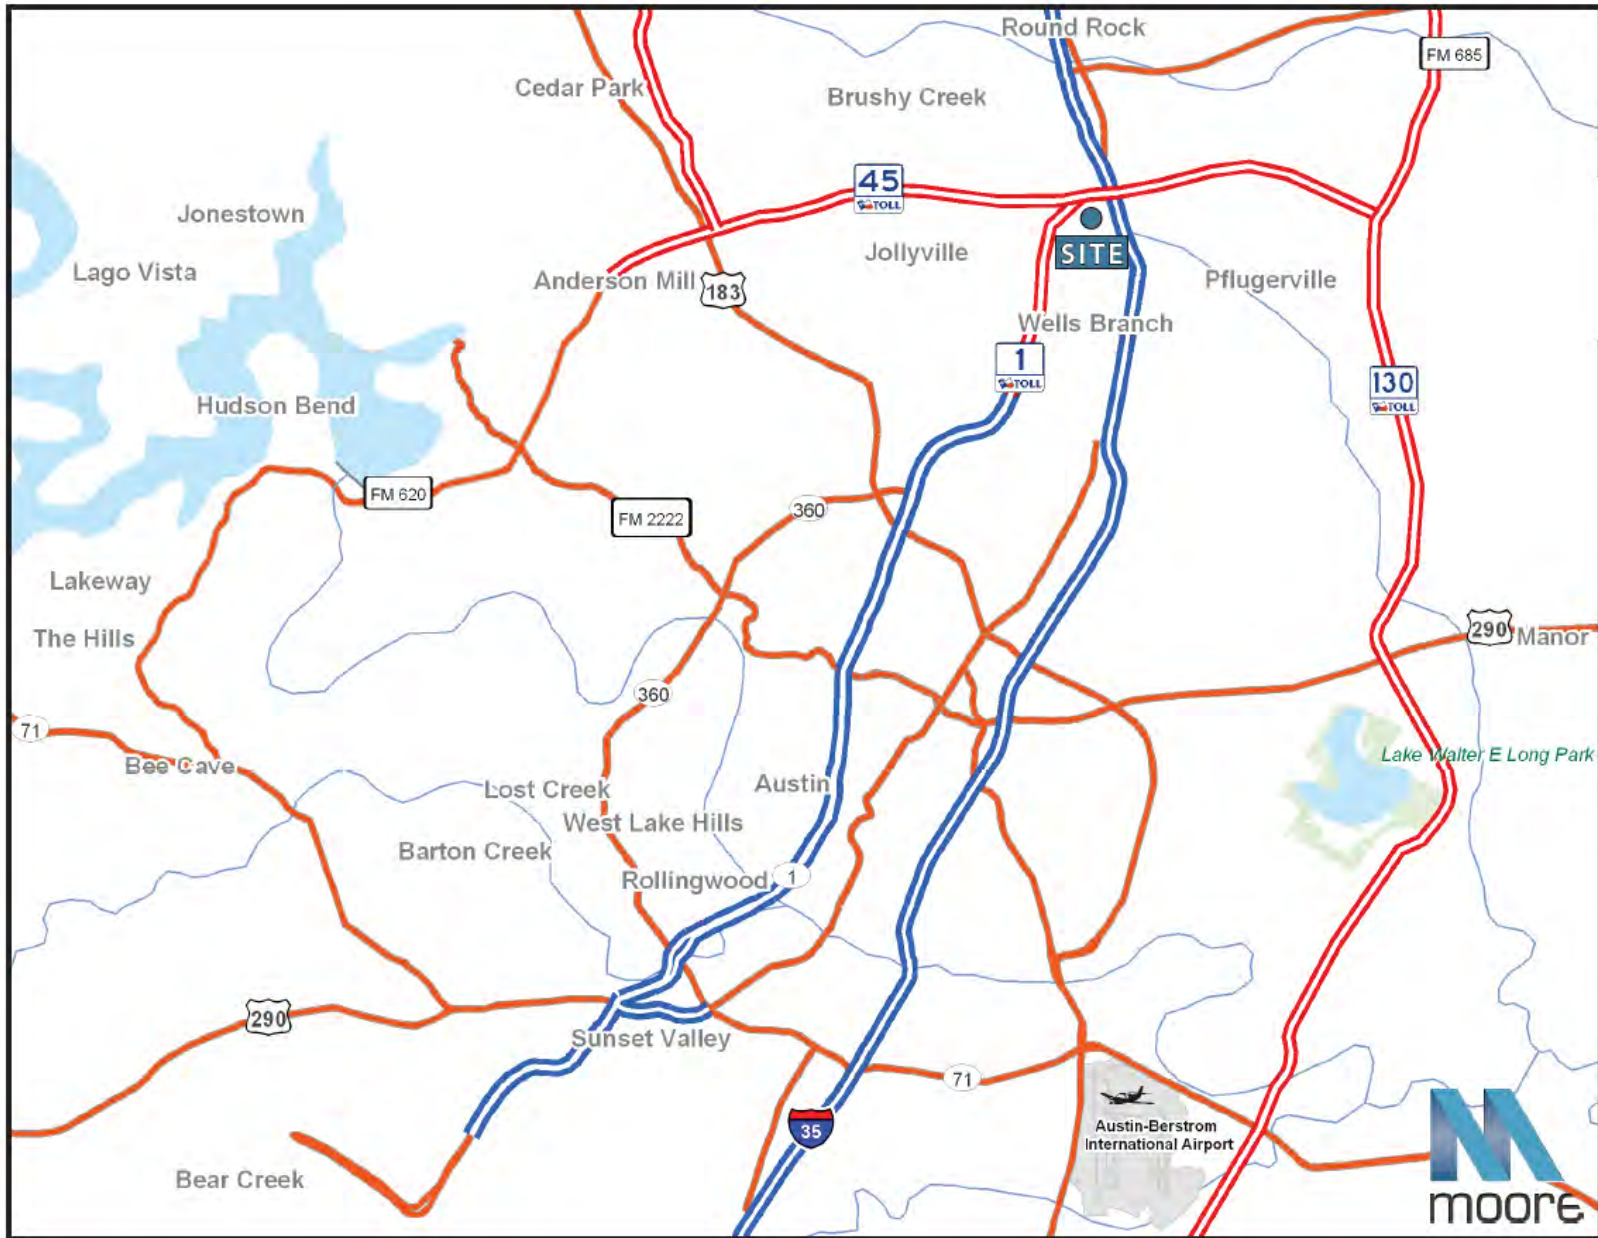 Round Rock
FM 685
Cedar Park
Brushy Creek
45
TOLL
Jonestown
Jollyville
SITE
Lago Vista
Anderson Mill
183
Pflugerville
Wells Branch
1
TOLL
130
TOLL
Hudson Bend
FM 620
360
FM 2222
Lakeway
The Hills
290
Manor
360
71
Bee Cave
Lost Creek
Austin
Lake Walter E Long Park
West Lake Hills
Barton Creek
Rollingwood
1
290
Sunset Valley
71
35
Austin-Berstrom
International Airport
Bear Creek
moore